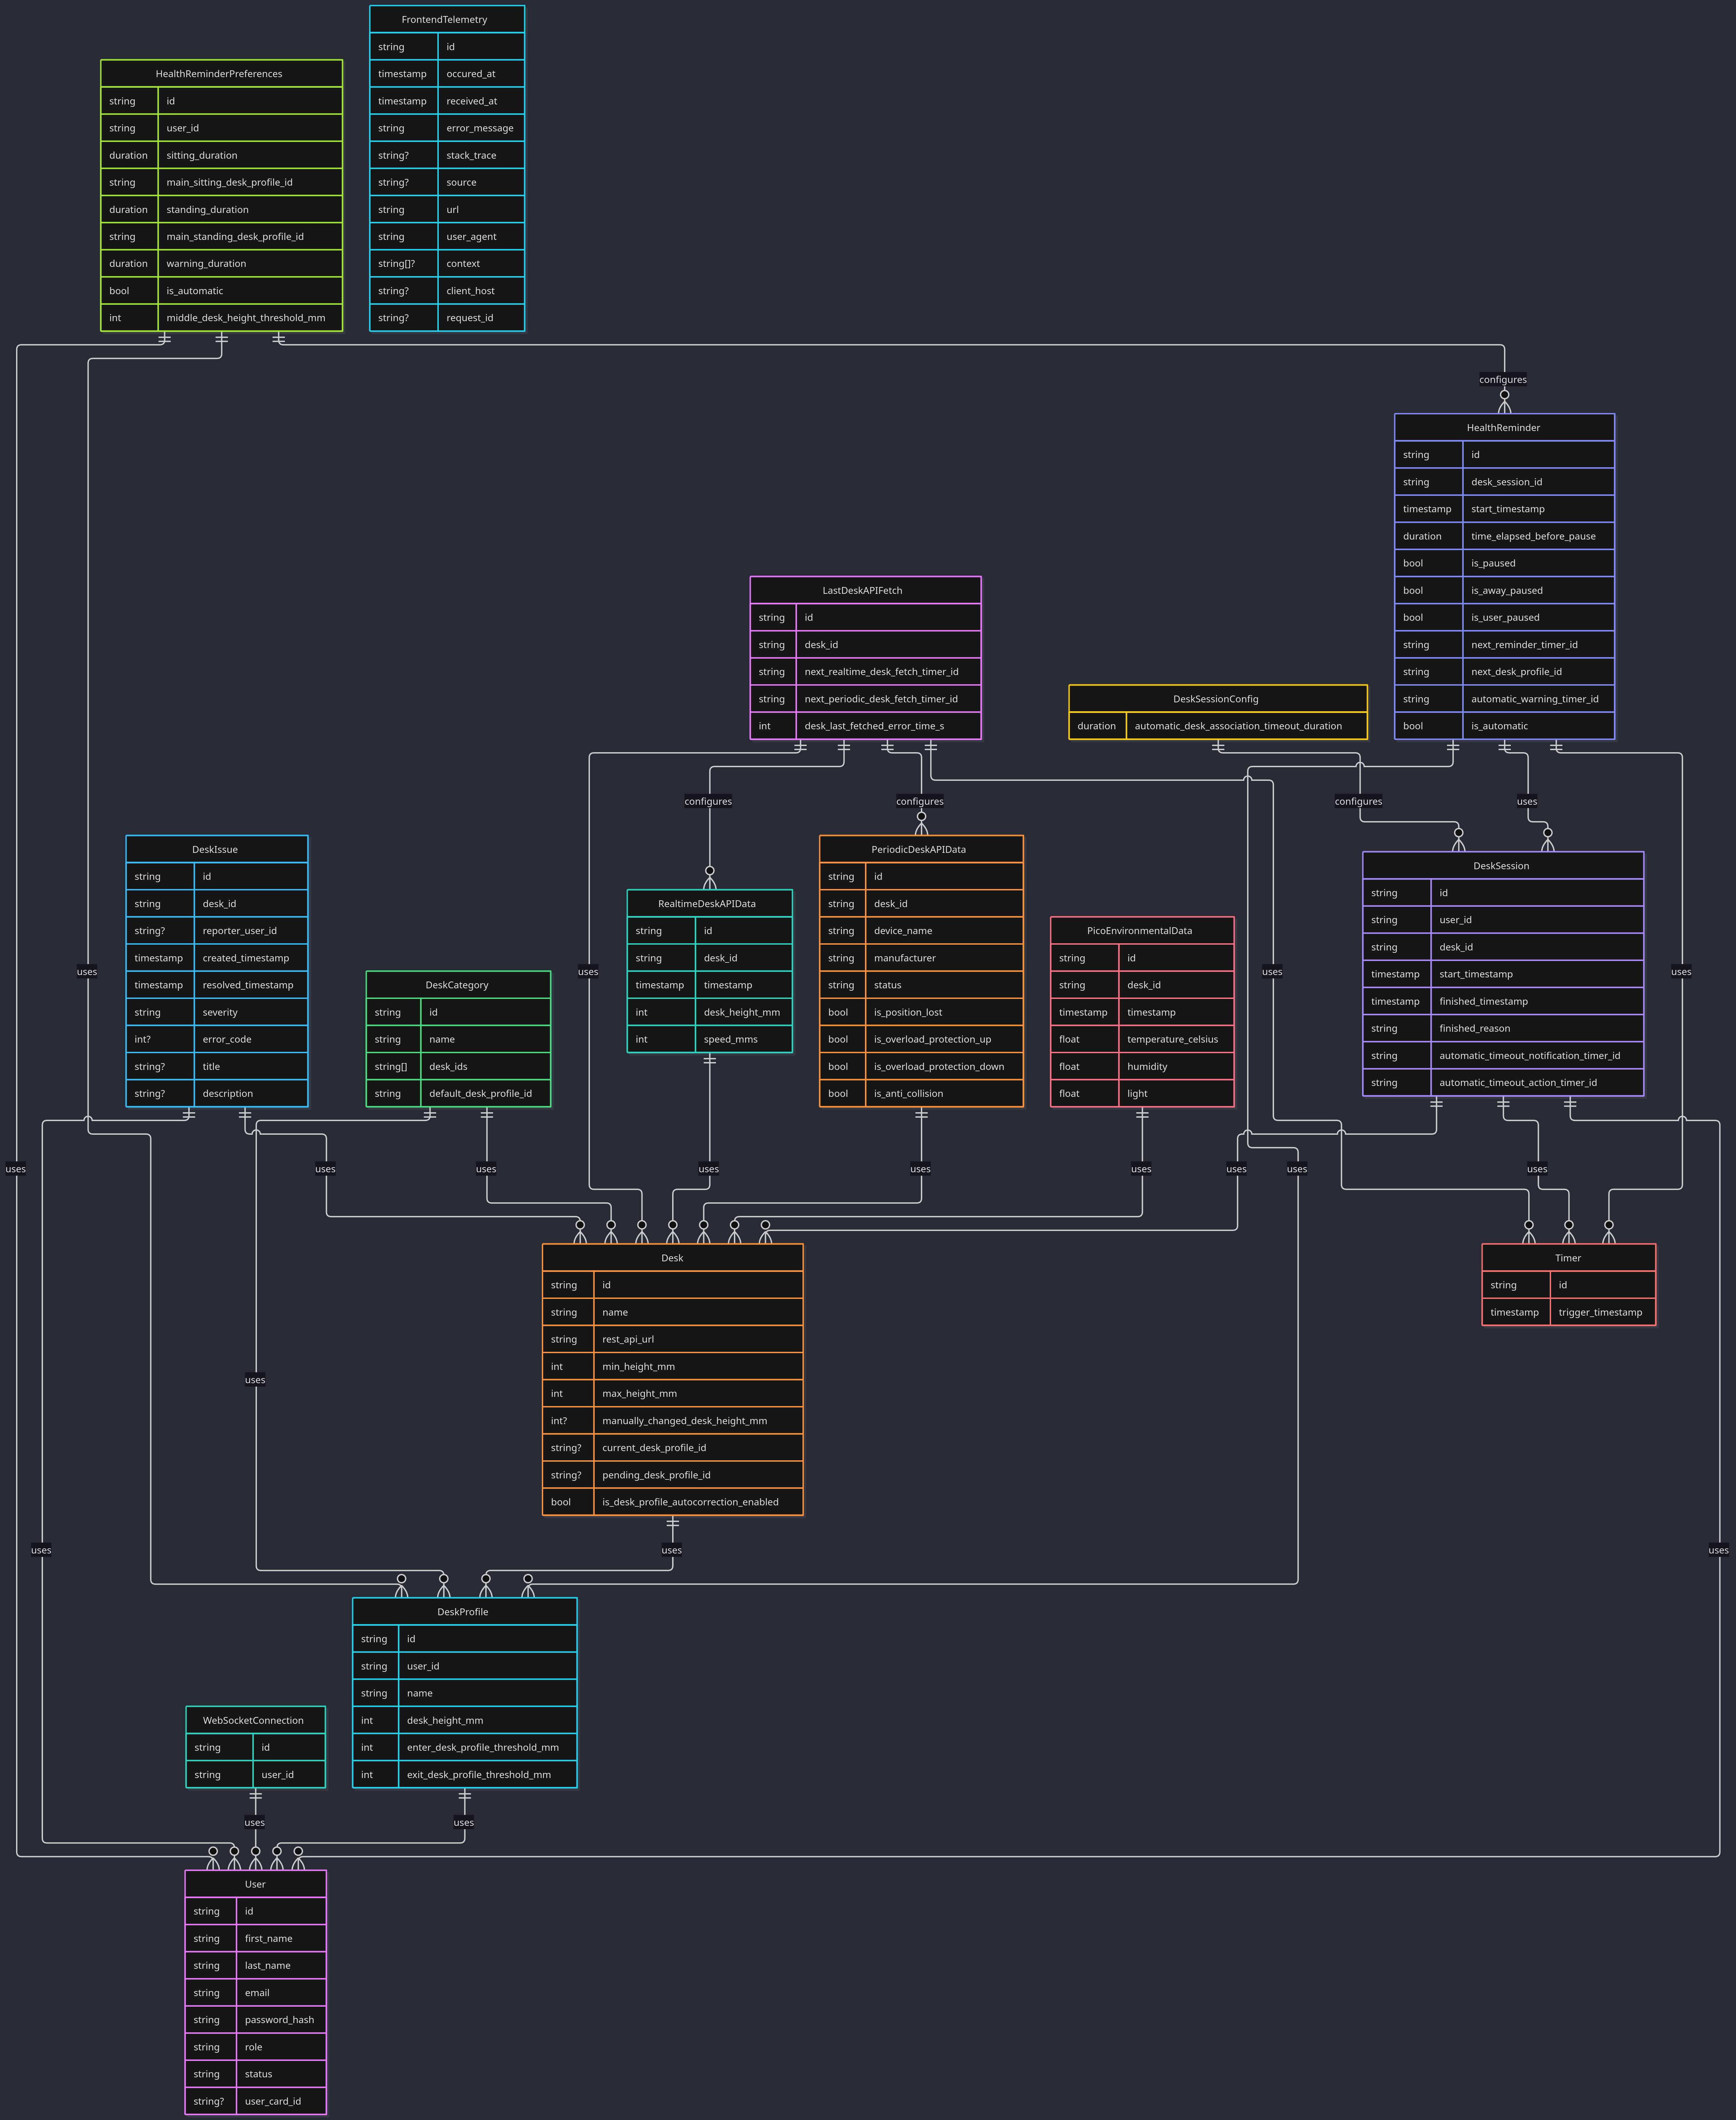 FrontendTelemetry
string id
timestamp occured_at
timestamp received_at
string error_message
string? stack_trace
string? source
string url
string user_agent
string[]? context
string? client_host
string? request_id
HealthReminderPreferences
string id
string user_id
duration sitting_duration
string main_sitting_desk_profile_id
duration standing_duration
string main_standing_desk_profile_id
duration warning_duration
bool is_automatic
int middle_desk_height_threshold_mm
configures
HealthReminder
string id
string desk_session_id
timestamp start_timestamp
duration time_elapsed_before_pause
bool is_paused
bool is_away_paused
bool is_user_paused
string next_reminder_timer_id
string next_desk_profile_id
string automatic_warning_timer_id
bool is_automatic
LastDeskAPIFetch
string id
string desk_id
string next_realtime_desk_fetch_timer_id
string next_periodic_desk_fetch_timer_id
int desk_last_fetched_error_time_s
DeskSessionConfig
duration automatic_desk_association_timeout_duration
configures
configures
configures
uses
DeskIssue
string id
string desk_id
string? reporter_user_id
timestamp created_timestamp
timestamp resolved_timestamp
string severity
int? error_code
string? title
string? description
PeriodicDeskAPIData
string id
string desk_id
string device_name
string manufacturer
string status
bool is_position_lost
bool is_overload_protection_up
bool is_overload_protection_down
bool is_anti_collision
DeskSession
string id
string user_id
string desk_id
timestamp start_timestamp
timestamp finished_timestamp
string finished_reason
string automatic_timeout_notification_timer_id
string automatic_timeout_action_timer_id
RealtimeDeskAPIData
string id
string desk_id
timestamp timestamp
int desk_height_mm
int speed_mms
PicoEnvironmentalData
string id
string desk_id
timestamp timestamp
float temperature_celsius
float humidity
float light
DeskCategory
string id
string name
string[] desk_ids
string default_desk_profile_id
uses
uses
uses
uses
uses
uses
uses
uses
uses
uses
uses
uses
uses
Desk
string id
string name
string rest_api_url
int min_height_mm
int max_height_mm
int? manually_changed_desk_height_mm
string? current_desk_profile_id
string? pending_desk_profile_id
bool is_desk_profile_autocorrection_enabled
Timer
string id
timestamp trigger_timestamp
uses
uses
uses
uses
DeskProfile
string id
string user_id
string name
int desk_height_mm
int enter_desk_profile_threshold_mm
int exit_desk_profile_threshold_mm
WebSocketConnection
string id
string user_id
uses
uses
User
string id
string first_name
string last_name
string email
string password_hash
string role
string status
string? user_card_id